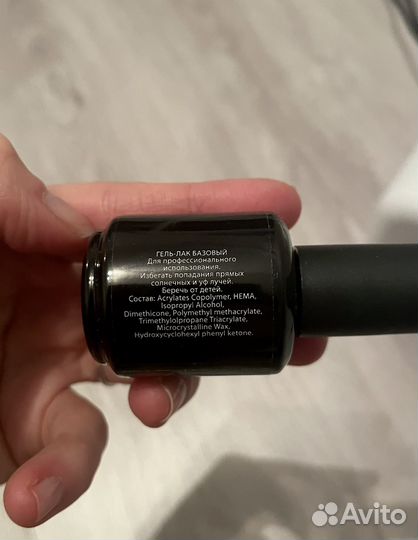 ГЕЛЬ-ЛАК БАЗОВЫЙ
Для профессионального
использования.
Избегать попадания прямых
солнечных и уф лучей.
Беречь от детей.
Состав: Acrylates Copolymer, HEMA,
Isopropyl Alcohol,
Dimethicone, Polymethyl methacrylate,
Trimethylolpropane Triacrylate,
Microcrystalline Wax,
Hydroxycyclohexyl phenyl ketone.
Avito